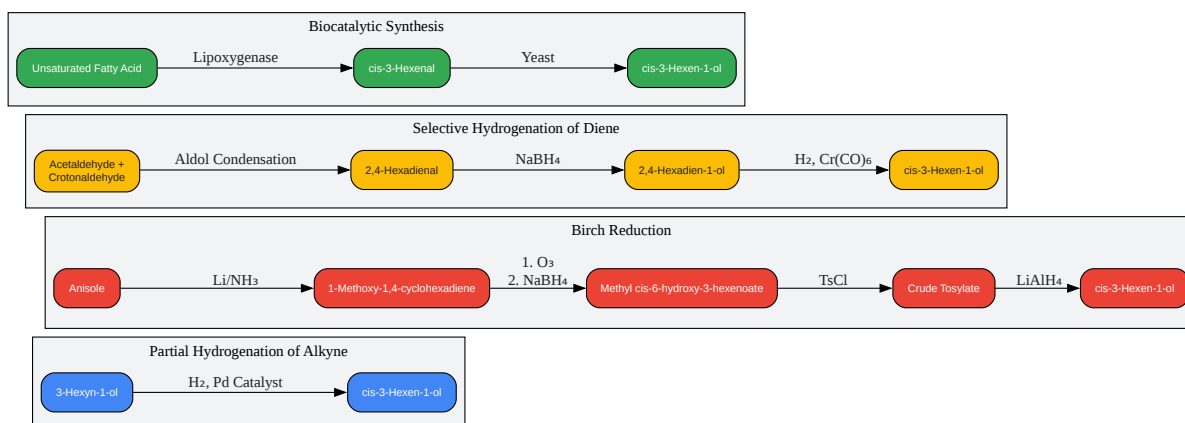 Biocatalytic Synthesis
Unsaturated Fatty Acid
Lipoxygenase
cis-3-Hexenal
Yeast
cis-3-Hexen-1-ol
Selective Hydrogenation of Diene
Acetaldehyde +
Crotonaldehyde
Aldol Condensation
2,4-Hexadienal
NaBH₄
2,4-Hexadien-1-ol
H₂, Cr(CO)₆
cis-3-Hexen-1-ol
Birch Reduction
Anisole
Li/NH₃
1-Methoxy-1,4-cyclohexadiene
1. O₃
2. NaBH₄
Methyl cis-6-hydroxy-3-hexenoate
TsCl
Crude Tosylate
LiAlH₄
cis-3-Hexen-1-ol
Partial Hydrogenation of Alkyne
3-Hexyn-1-ol
H₂, Pd Catalyst
cis-3-Hexen-1-ol